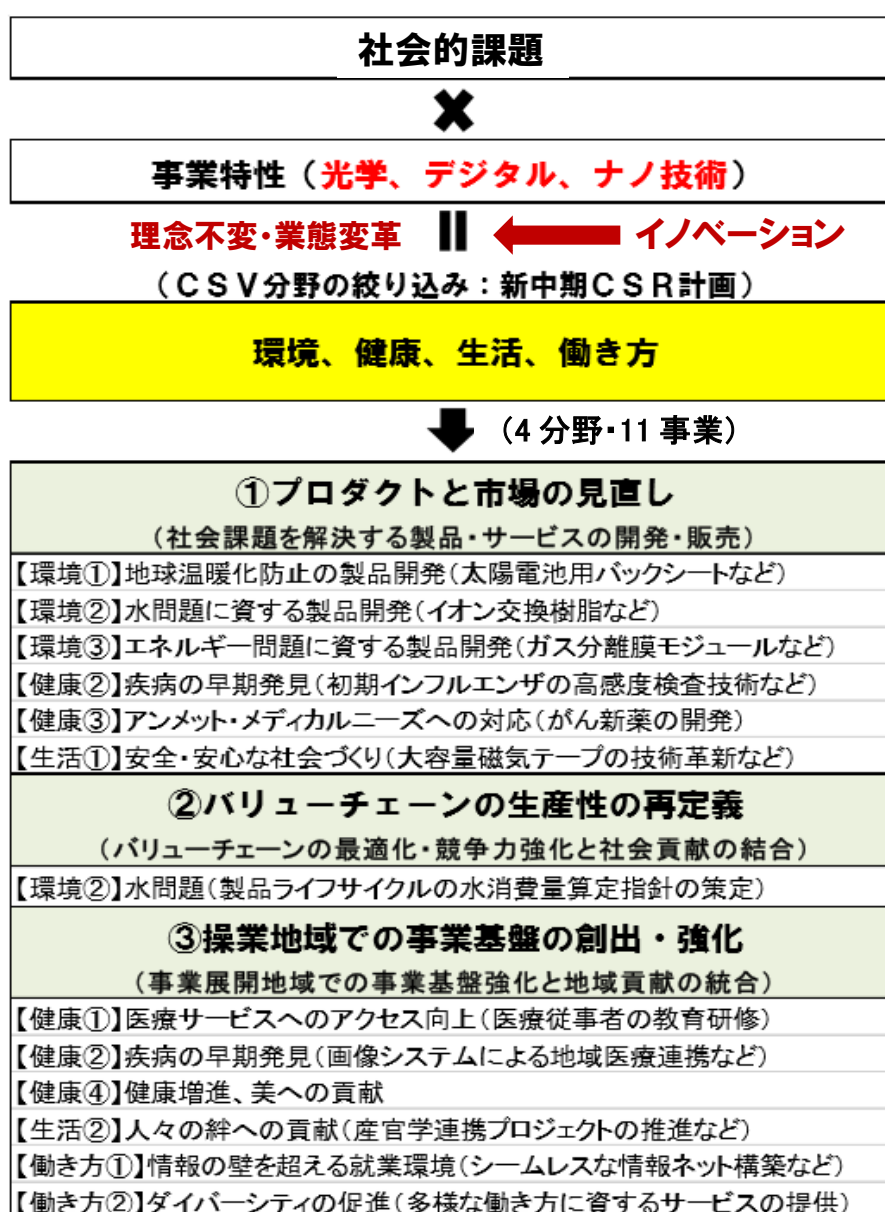 社会的課題
✖
事業特性(光学、デジタル、ナノ技術)
理念不変・業態変革 = ← イノベーション
(CSV分野の絞り込み:新中期CSR計画)
環境、健康、生活、働き方
(4分野・11事業)
①プロダクトと市場の見直し
(社会課題を解決する製品・サービスの開発・販売)
【環境①】地球温暖化防止の製品開発(太陽電池用バックシートなど)
【環境②】水問題に資する製品開発(イオン交換樹脂など)
【環境③】エネルギー問題に資する製品開発(ガス分離膜モジュールなど)
【健康②】疾病の早期発見(初期インフルエンザの高感度検査技術など)
【健康③】アンメット・メディカルニーズへの対応(がん新薬の開発)
【生活①】安全・安心な社会づくり(大容量磁気テープの技術革新など)
②バリューチェーンの生産性の再定義
(バリューチェーンの最適化・競争力強化と社会貢献の結合)
【環境②】水問題(製品ライフサイクルの水消費量算定指針の策定)
③操業地域での事業基盤の創出・強化
(事業展開地域での事業基盤強化と地域貢献の統合)
【健康①】医療サービスへのアクセス向上(医療従事者の教育研修)
【健康②】疾病の早期発見(画像システムによる地域医療連携など)
【健康④】健康増進、美への貢献
【生活②】人々の絆への貢献(産官学連携プロジェクトの推進など)
【働き方①】情報の壁を超える就業環境(シームレスな情報ネット構築など)
【働き方②】ダイバーシティの促進(多様な働き方に資するサービスの提供)